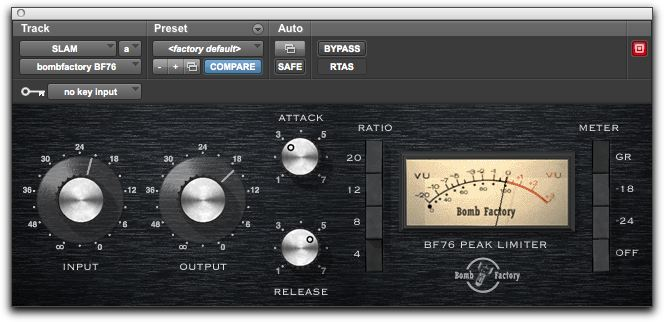 Track
Preset
Auto
SLAM
a
<factory default>
BYPASS
bombfactory BF76
- + COMPARE
SAFE
RTAS
no key input
ATTACK
1 3 5 7
RATIO
20
12
8
4
METER
GR
-18
-24
OFF
∞ 48 36 30 24 18 12 6 0
INPUT
∞ 48 36 30 24 18 12 6 0
OUTPUT
1 3 5 7
RELEASE
VU VU
Bomb Factory
BF76 PEAK LIMITER
Bomb Factory